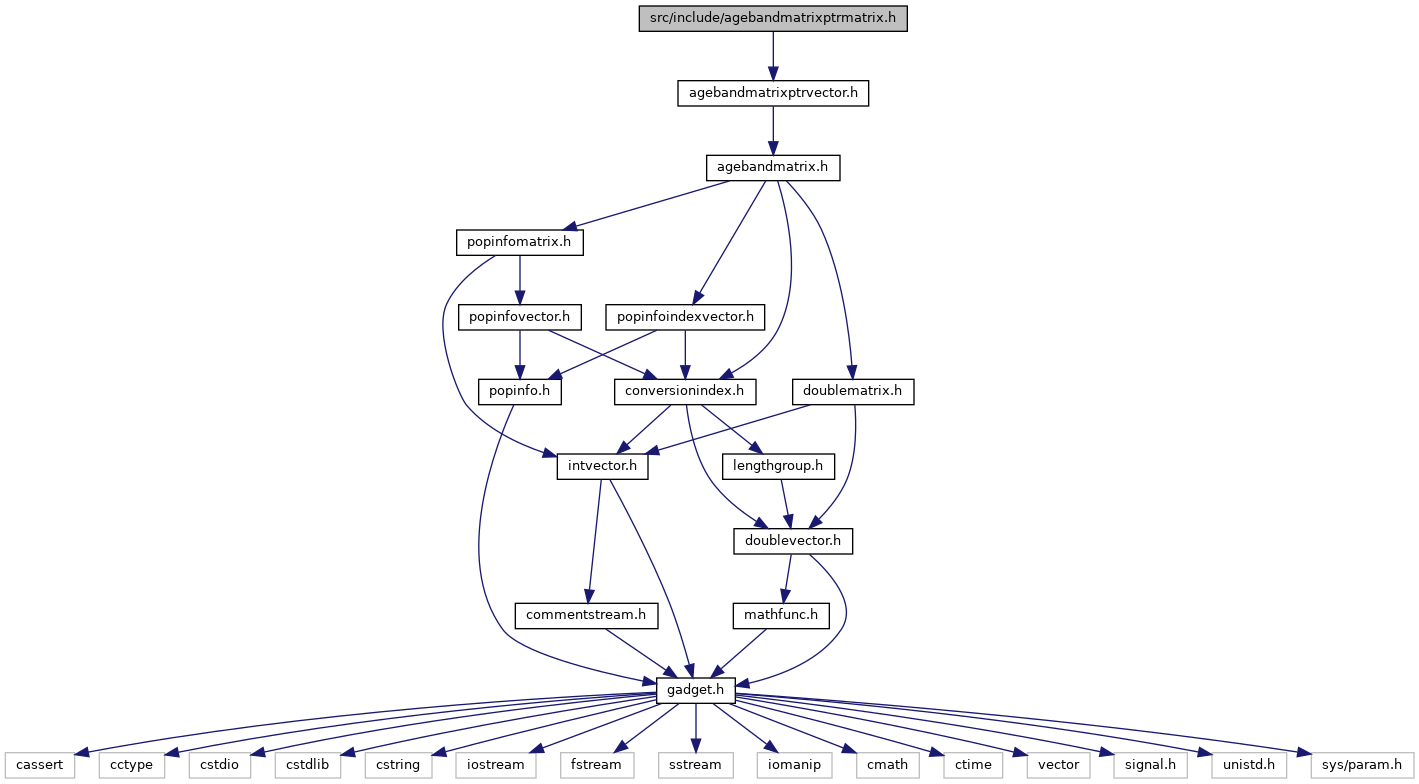 src/include/agebandmatrixptrmatrix.h
agebandmatrixptrvector.h
agebandmatrix.h
popinfomatrix.h
popinfovector.h
popinfoindexvector.h
popinfo.h
conversionindex.h
doublematrix.h
intvector.h
lengthgroup.h
doublevector.h
commentstream.h
mathfunc.h
gadget.h
cassert
cctype
cstdio
cstdlib
cstring
iostream
fstream
sstream
iomanip
cmath
ctime
vector
signal.h
unistd.h
sys/param.h